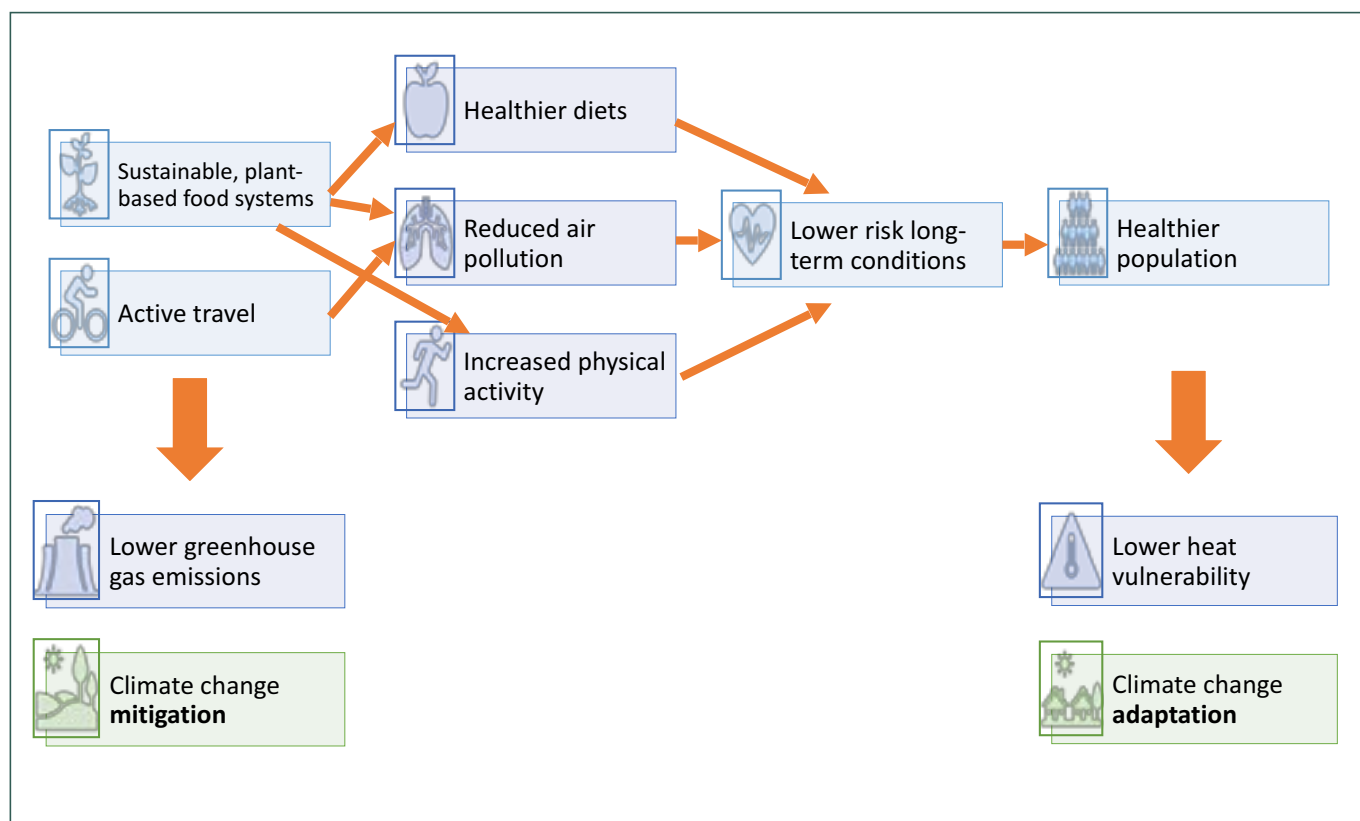 Healthier diets
Sustainable, plant-
based food systems
Reduced air
pollution
Lower risk long-
term conditions
Healthier
population
Active travel
Increased physical
activity
Lower greenhouse
gas emissions
Lower heat
vulnerability
Climate change
mitigation
Climate change
adaptation